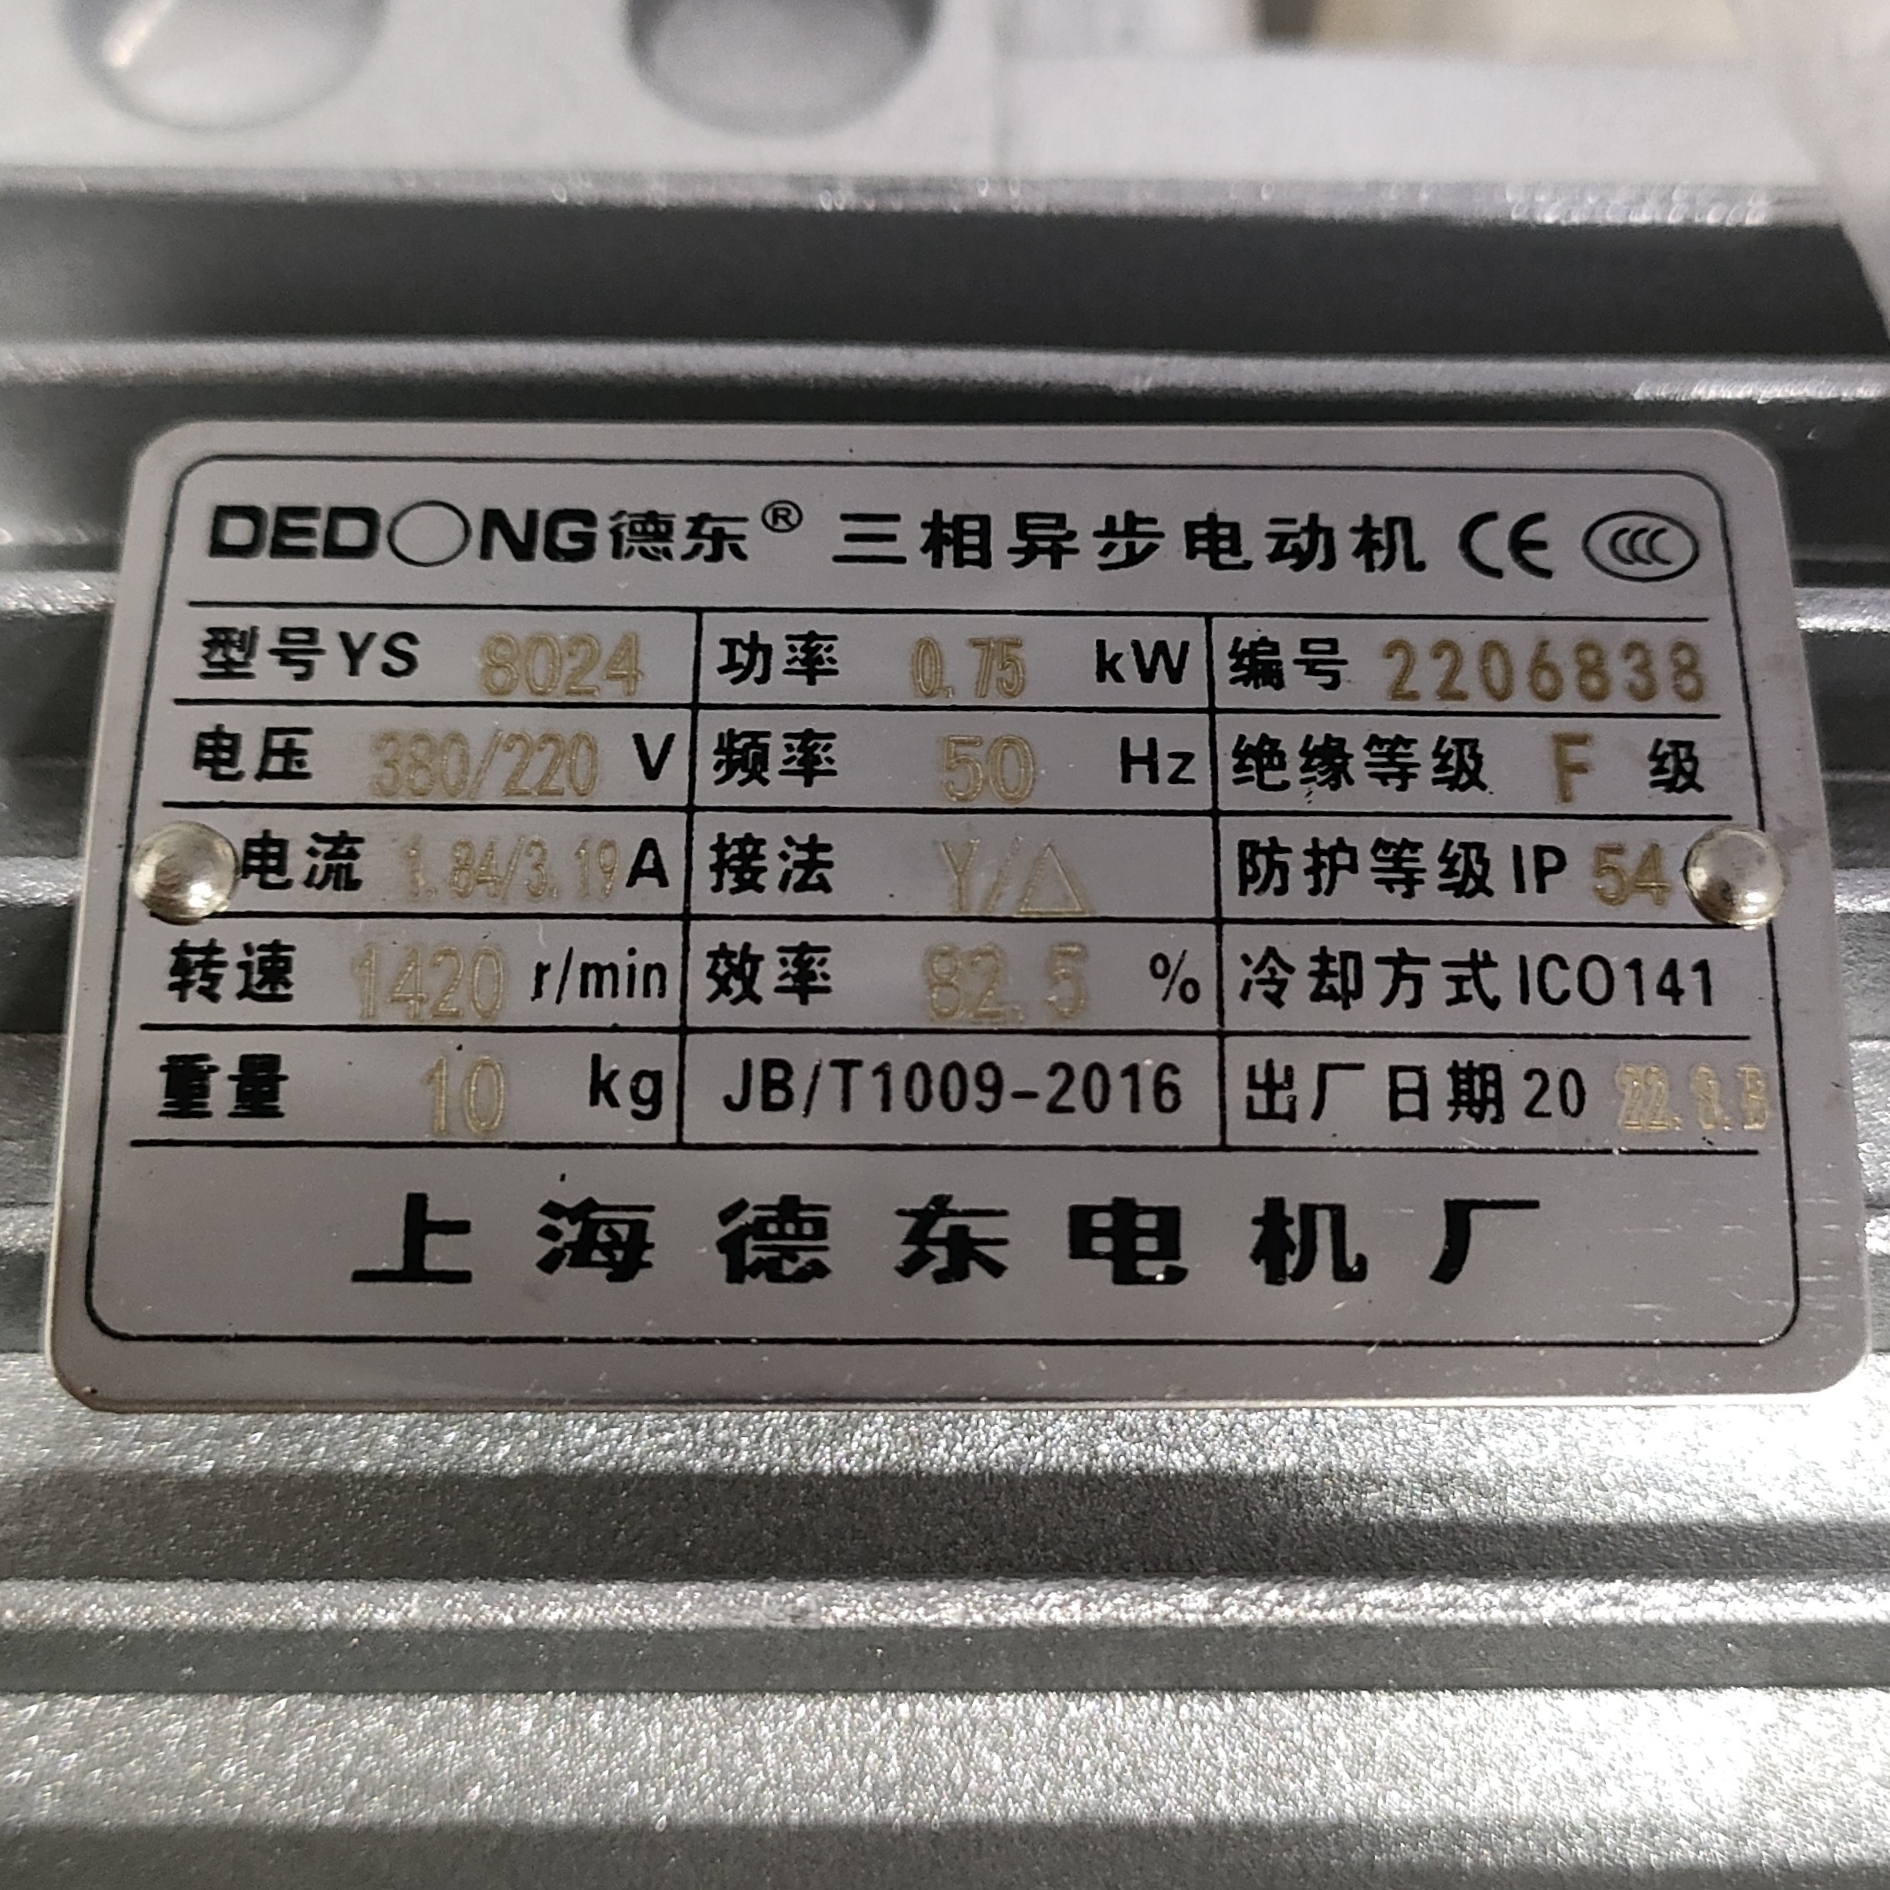 DEDONG德东® 三相异步电动机 CE CCC
型号YS 8024 功率 0.75 kW 编号 2206838
电压 380/220 V 频率 50 Hz 绝缘等级 F 级
电流 1.84/3.19 A 接法 Y/△ 防护等级IP 54
转速 1420 r/min 效率 82.5 % 冷却方式ICO141
重量 10 kg JB/T1009-2016 出厂日期20
上海德东电机厂